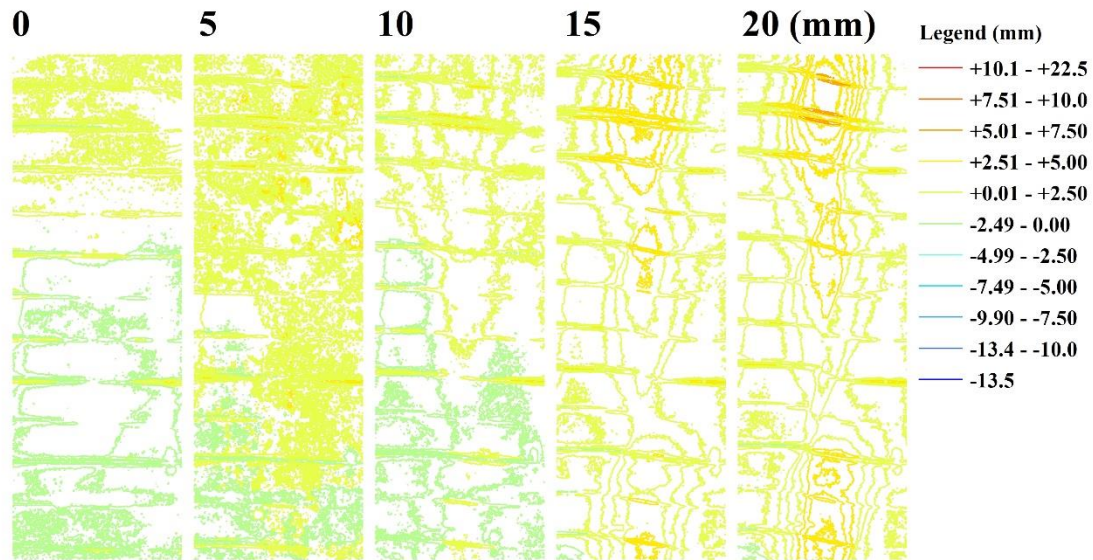 0 5 10 15 20 (mm)
Legend (mm)
+10.1 - +22.5
+7.51 - +10.0
+5.01 - +7.50
+2.51 - +5.00
+0.01 - +2.50
-2.49 - 0.00
-4.99 - -2.50
-7.49 - -5.00
-9.90 - -7.50
-13.4 - -10.0
-13.5